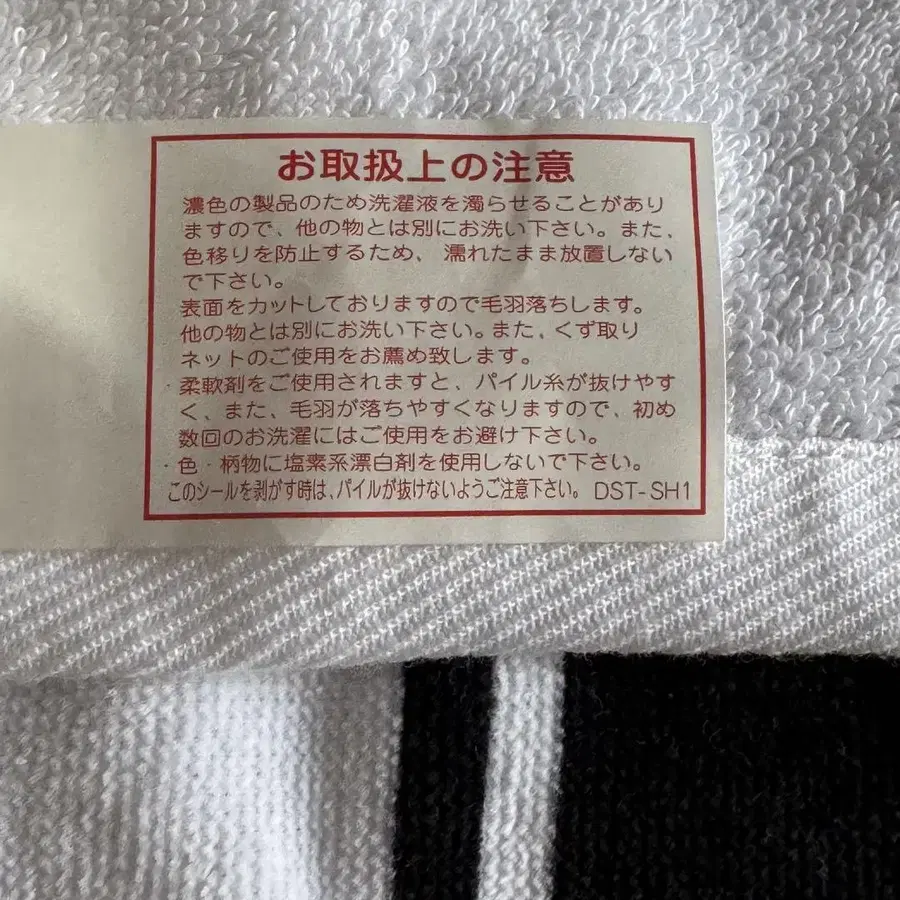 お取扱上の注意
濃色の製品のため洗濯液を濁らせることがあり
ますので、他の物とは別にお洗い下さい。また、
色移りを防止するため、濡れたまま放置しない
で下さい。
表面をカットしておりますので毛羽落ちします。
他の物とは別にお洗い下さい。また、くず取り
ネットのご使用をお薦め致します。
・柔軟剤をご使用されますと、パイル糸が抜けやす
く、また、毛羽が落ちやすくなりますので、初め
数回のお洗濯にはご使用をお避け下さい。
・色・柄物に塩素系漂白剤を使用しないで下さい。
このシールを剥がす時は、パイルが抜けないようご注意下さい。 DST-SH1